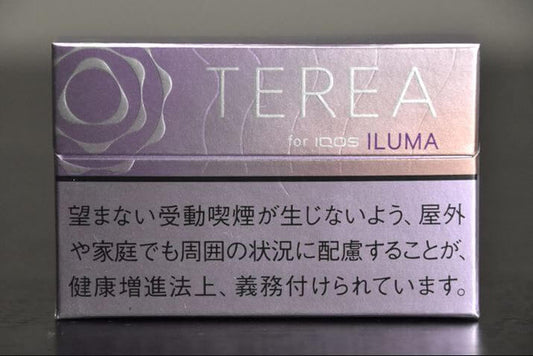 TEREA
for IQOS ILUMA
望まない受動喫煙が生じないよう、屋外
や家庭でも周囲の状況に配慮することが、
健康増進法上、義務付けられています。